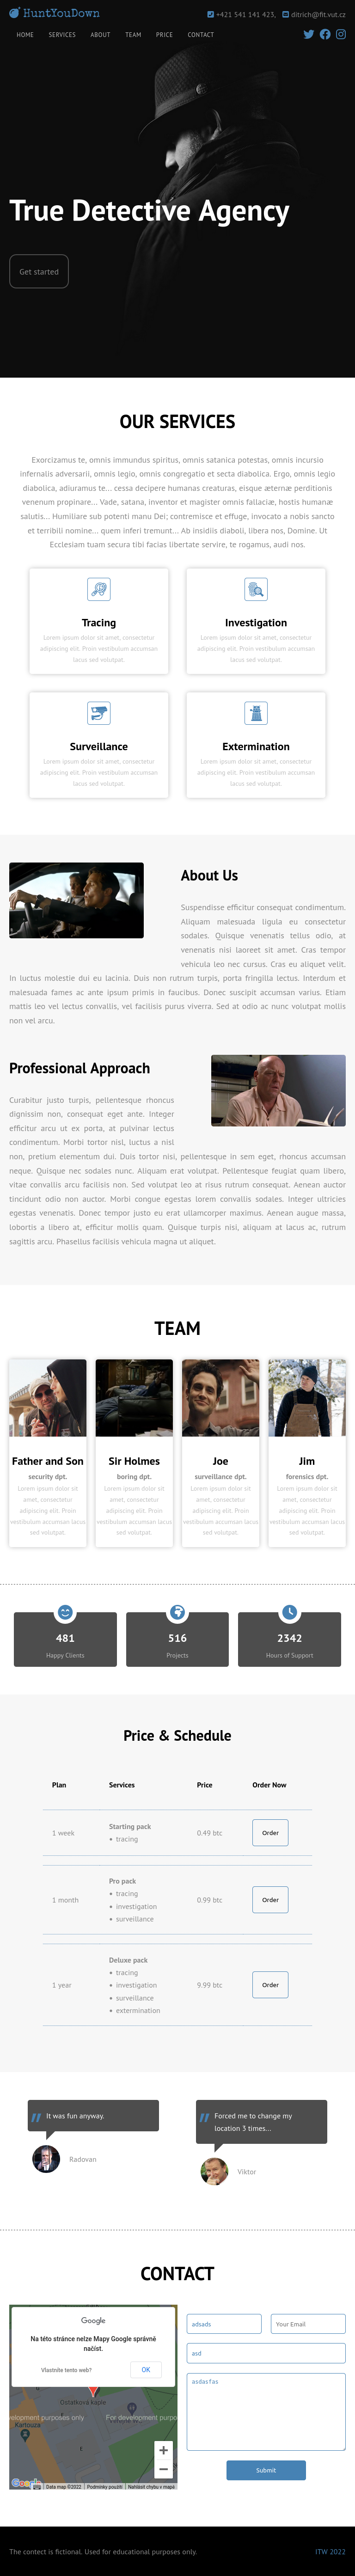 HuntYouDown
+421 541 141 423,
ditrich@fit.vut.cz
HOME SERVICES ABOUT TEAM PRICE CONTACT
True Detective Agency
Get started
OUR SERVICES
Exorcizamus te, omnis immundus spiritus, omnis satanica potestas, omnis incursio
infernalis adversarii, omnis legio, omnis congregatio et secta diabolica. Ergo, omnis legio
diabolica, adiuramus te... cessa decipere humanas creaturas, eisque æternæ perditionis
venenum propinare... Vade, satana, inventor et magister omnis fallaciæ, hostis humanæ
salutis... Humiliare sub potenti manu Dei; contremisce et effuge, invocato a nobis sancto
et terribili nomine... quem inferi tremunt... Ab insidiis diaboli, libera nos, Domine. Ut
Ecclesiam tuam secura tibi facias libertate servire, te rogamus, audi nos.
Tracing
Lorem ipsum dolor sit amet, consectetur
adipiscing elit. Proin vestibulum accumsan
lacus sed volutpat.
Investigation
Lorem ipsum dolor sit amet, consectetur
adipiscing elit. Proin vestibulum accumsan
lacus sed volutpat.
Surveillance
Lorem ipsum dolor sit amet, consectetur
adipiscing elit. Proin vestibulum accumsan
lacus sed volutpat.
Extermination
Lorem ipsum dolor sit amet, consectetur
adipiscing elit. Proin vestibulum accumsan
lacus sed volutpat.
About Us
Suspendisse efficitur consequat condimentum.
Aliquam malesuada ligula eu consectetur
sodales. Quisque venenatis tellus odio, at
venenatis nisi laoreet sit amet. Cras tempor
vehicula leo nec cursus. Cras eu aliquet velit.
In luctus molestie dui eu lacinia. Duis non rutrum turpis, porta fringilla lectus. Interdum et
malesuada fames ac ante ipsum primis in faucibus. Donec suscipit accumsan varius. Etiam
mattis leo vel lectus convallis, vel facilisis purus viverra. Sed at odio ac nunc volutpat mollis
non vel arcu.
Professional Approach
Curabitur justo turpis, pellentesque rhoncus
dignissim non, consequat eget ante. Integer
efficitur arcu ut ex porta, at pulvinar lectus
condimentum. Morbi tortor nisl, luctus a nisl
non, pretium elementum dui. Duis tortor nisi, pellentesque in sem eget, rhoncus accumsan
neque. Quisque nec sodales nunc. Aliquam erat volutpat. Pellentesque feugiat quam libero,
vitae convallis arcu facilisis non. Sed volutpat leo at risus rutrum consequat. Aenean auctor
tincidunt odio non auctor. Morbi congue egestas lorem convallis sodales. Integer ultricies
egestas venenatis. Donec tempor justo eu erat ullamcorper maximus. Aenean augue massa,
lobortis a libero at, efficitur mollis quam. Quisque turpis nisi, aliquam at lacus ac, rutrum
sagittis arcu. Phasellus facilisis vehicula magna ut aliquet.
TEAM
Father and Son
security dpt.
Lorem ipsum dolor sit
amet, consectetur
adipiscing elit. Proin
vestibulum accumsan lacus
sed volutpat.
Sir Holmes
boring dpt.
Lorem ipsum dolor sit
amet, consectetur
adipiscing elit. Proin
vestibulum accumsan lacus
sed volutpat.
Joe
surveillance dpt.
Lorem ipsum dolor sit
amet, consectetur
adipiscing elit. Proin
vestibulum accumsan lacus
sed volutpat.
Jim
forensics dpt.
Lorem ipsum dolor sit
amet, consectetur
adipiscing elit. Proin
vestibulum accumsan lacus
sed volutpat.
481
Happy Clients
516
Projects
2342
Hours of Support
Price & Schedule
Plan Services Price Order Now
1 week
Starting pack
• tracing
0.49 btc
Order
1 month
Pro pack
• tracing
• investigation
• surveillance
0.99 btc
Order
1 year
Deluxe pack
• tracing
• investigation
• surveillance
• extermination
9.99 btc
Order
It was fun anyway.
Radovan
Forced me to change my
location 3 times...
Viktor
CONTACT
Google
Na této stránce nelze Mapy Google správně
načíst.
Vlastníte tento web?
OK
Ostatková kaple
velopment purposes only
For development purpo
Kartouza
Google
Data map ©2022
Podmínky použití
Nahlásit chybu v mapě
adsads
Your Email
asd
asdasfas
Submit
The contect is fictional. Used for educational purposes only.
ITW 2022